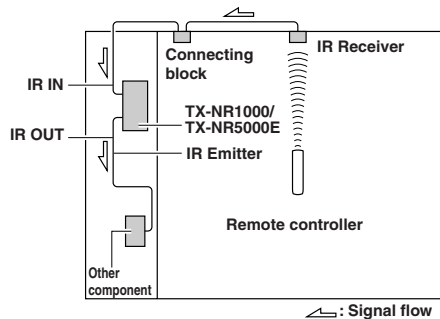 Connecting
block
IR Receiver
IR IN
TX-NR1000/
TX-NR5000E
IR OUT
IR Emitter
Remote controller
Other
component
: Signal flow